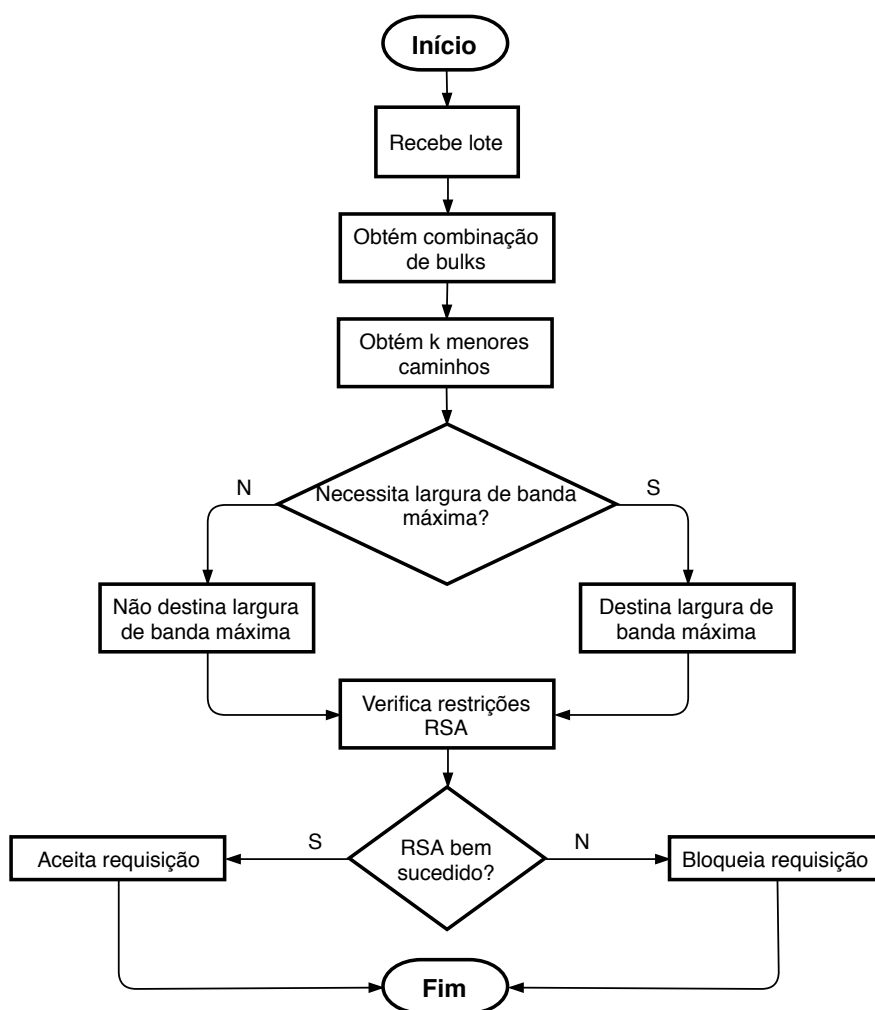 Início
Recebe lote
Obtém combinação
de bulks
Obtém k menores
caminhos
Necessita largura de banda
máxima?
N
S
Não destina largura
de banda máxima
Destina largura de
banda máxima
Verifica restrições
RSA
RSA bem
sucedido?
S
N
Aceita requisição
Bloqueia requisição
Fim